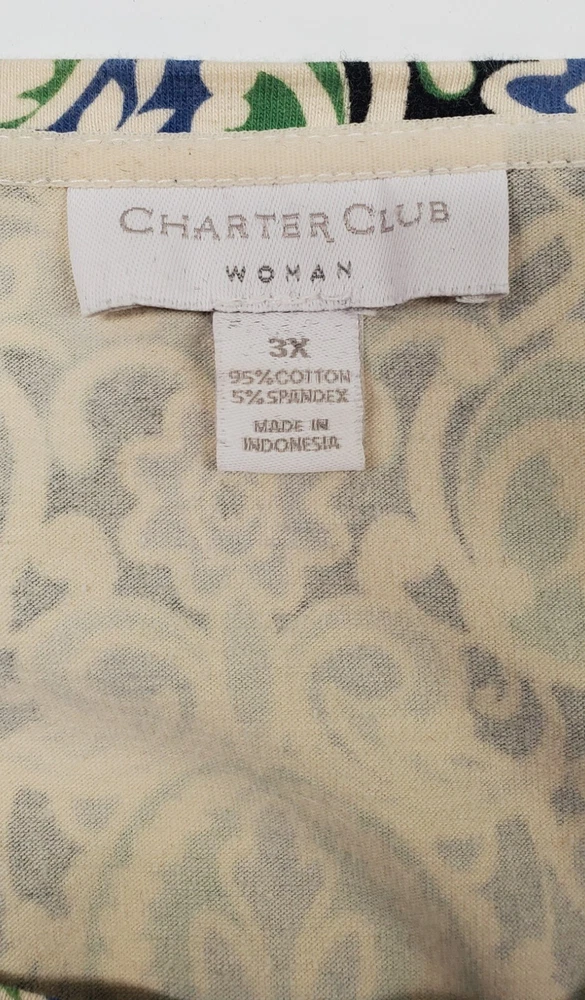 CHARTER CLUB
WOMAN
3X
95%COTTON
5%SPANDEX
MADE IN
INDONESIA